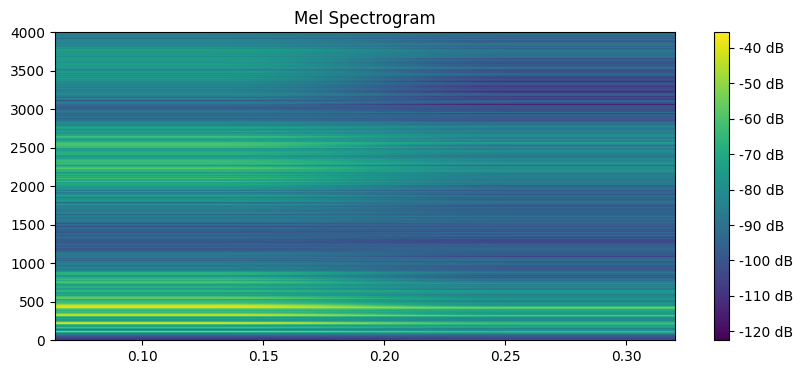 Mel Spectrogram
4000
3500
3000
2500
2000
1500
1000
500
0
0.10 0.15 0.20 0.25 0.30
-40 dB
-50 dB
-60 dB
-70 dB
-80 dB
-90 dB
-100 dB
-110 dB
-120 dB